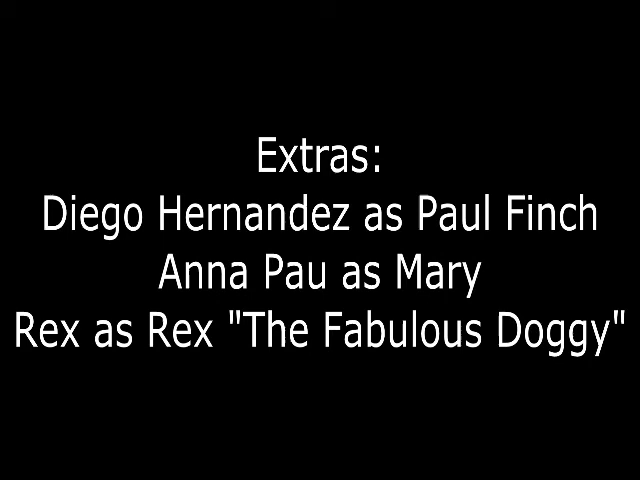 Extras:
Diego Hernandez as Paul Finch
Anna Pau as Mary
Rex as Rex "The Fabulous Doggy"